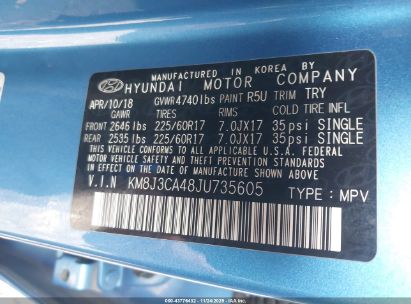 MANUFACTURED IN KOREA BY
HYUNDAI MOTOR COMPANY
APR/10/18 GVWR 4740lbs PAINT R5U TRIM TRY
GAWR TIRES RIMS COLD TIRE INFL
FRONT 2646lbs 225/60R17 7.0JX17 35psi SINGLE
REAR 2535lbs 225/60R17 7.0JX17 35psi SINGLE
THIS VEHICLE CONFORMS TO ALL APPLICABLE U.S. FEDERAL MOTOR
VEHICLE SAFETY, BUMPER, AND THEFT PREVENTION STANDARDS
IN EFFECT ON THE DATE OF MANUFACTURE SHOWN ABOVE.
V.I.N KM8J3CA48JU735605 TYPE : MPV